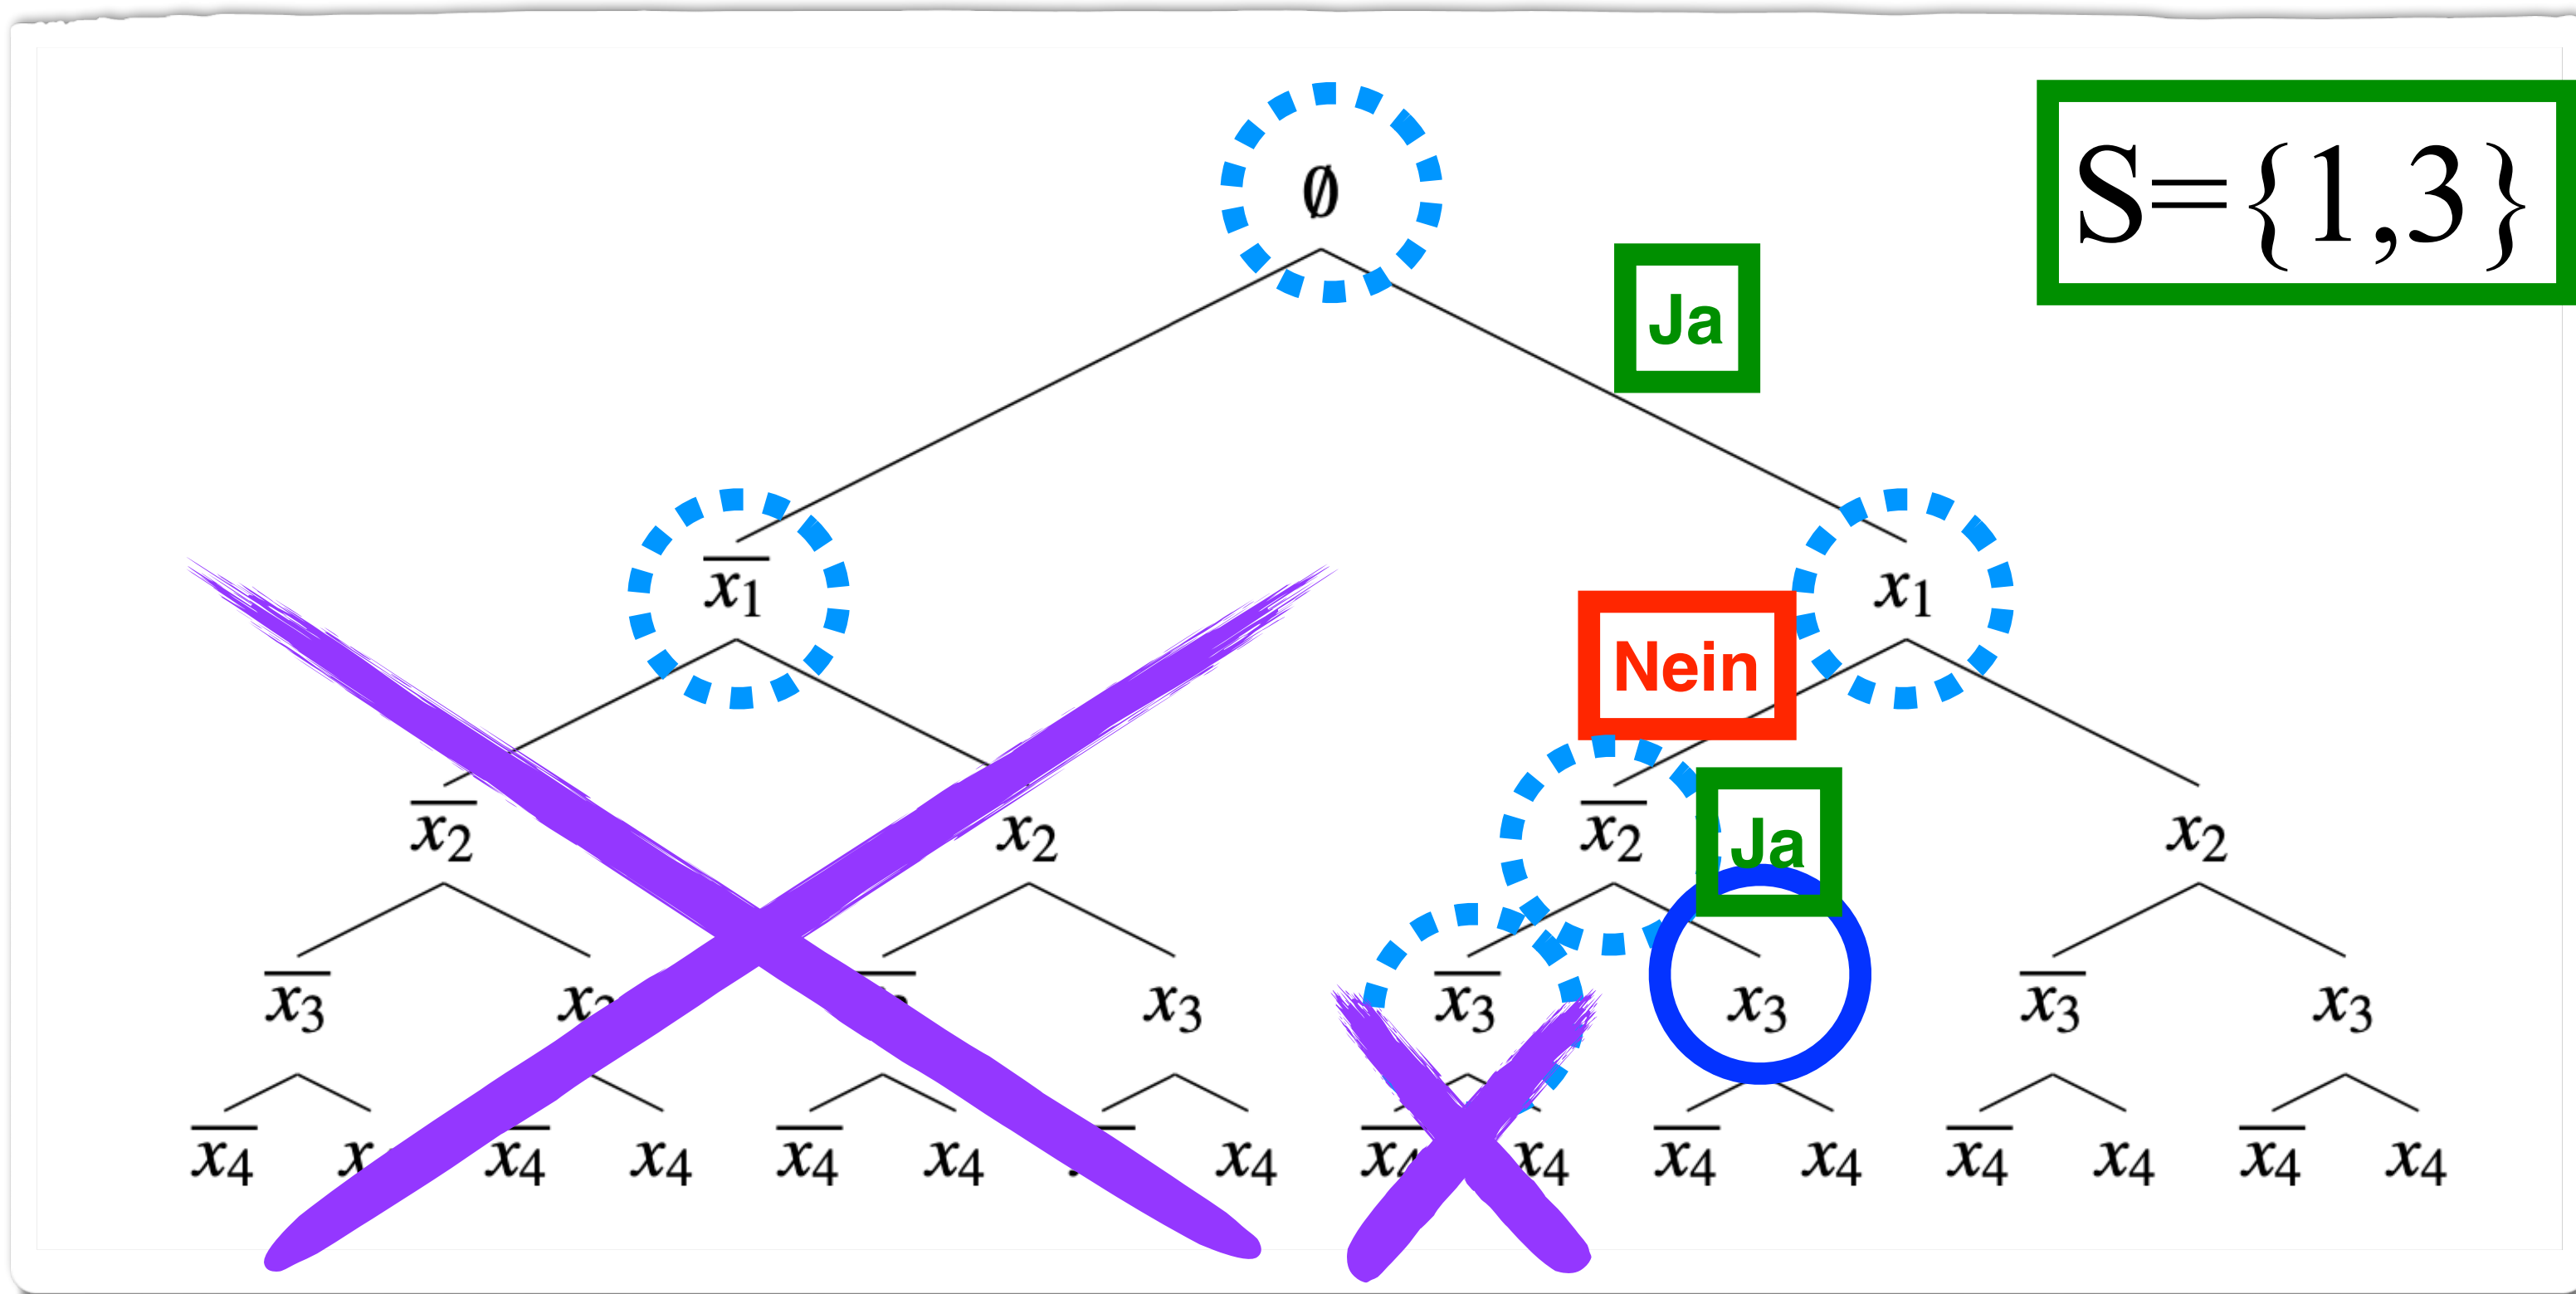 S={1,3}
∅
Ja
x̅₁ x₁
Nein
x̅₂ x₂ x̅₂ Ja x₂
x̅₃ x₃ x̅₃ x₃ x̅₃ x₃
x̅₄ x̅₄ x₄ x̅₄ x₄ x₄ x̅₄ x₄ x̅₄ x₄ x̅₄ x₄ x̅₄ x₄